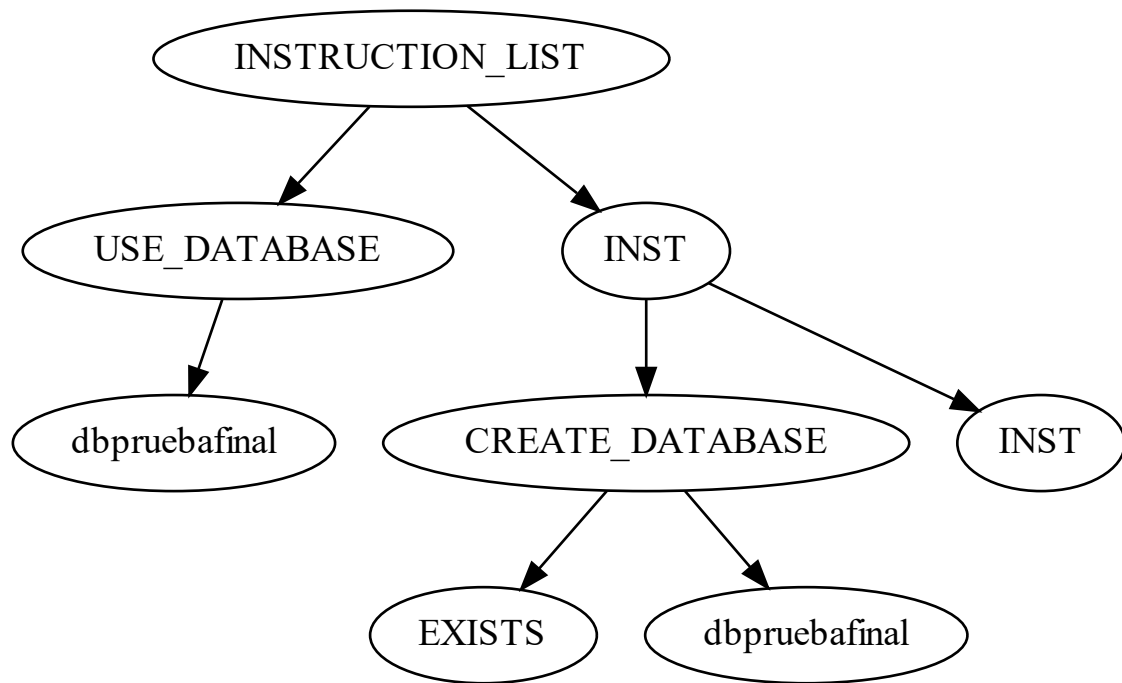 INSTRUCTION_LIST
USE_DATABASE
INST
dbpruebafinal
CREATE_DATABASE
INST
EXISTS
dbpruebafinal